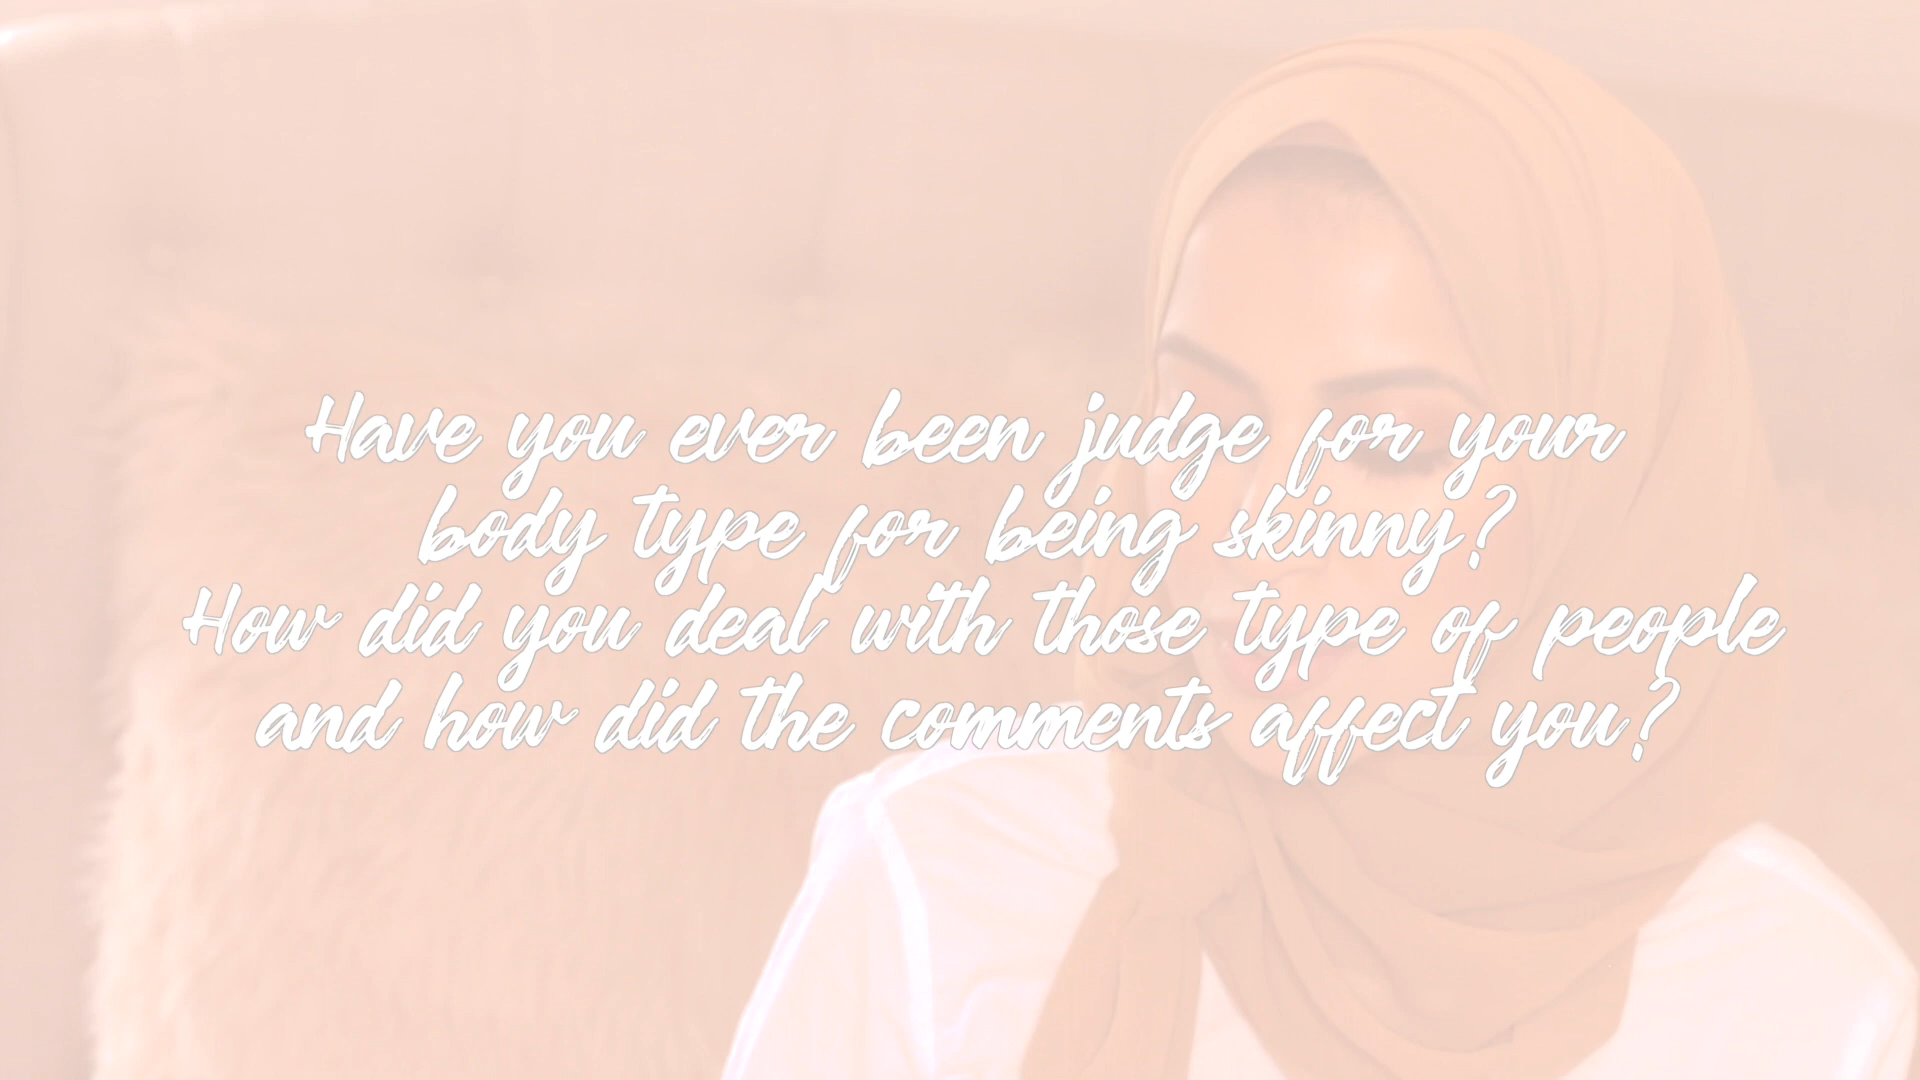 Have you ever been judge for your
body type for being skinny?
How did you deal with those type of people
and how did the comments affect you?